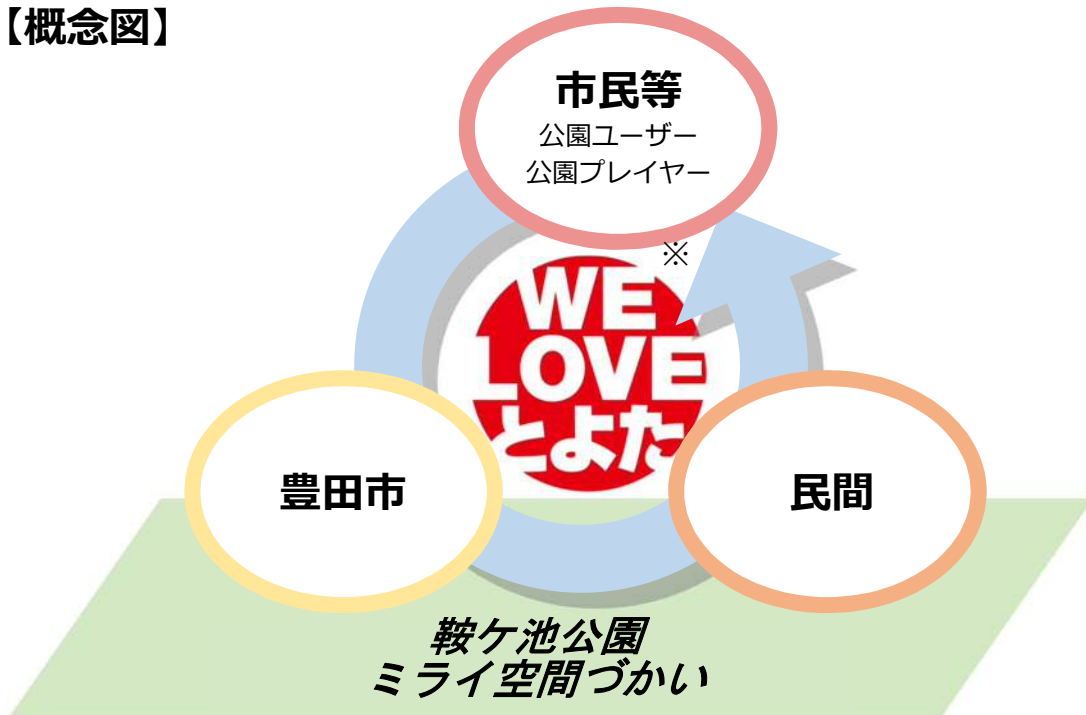 【概念図】
市民等
公園ユーザー
公園プレイヤー
※
WE
LOVE
とよた
豊田市
民間
鞍ケ池公園
ミライ空間づかい